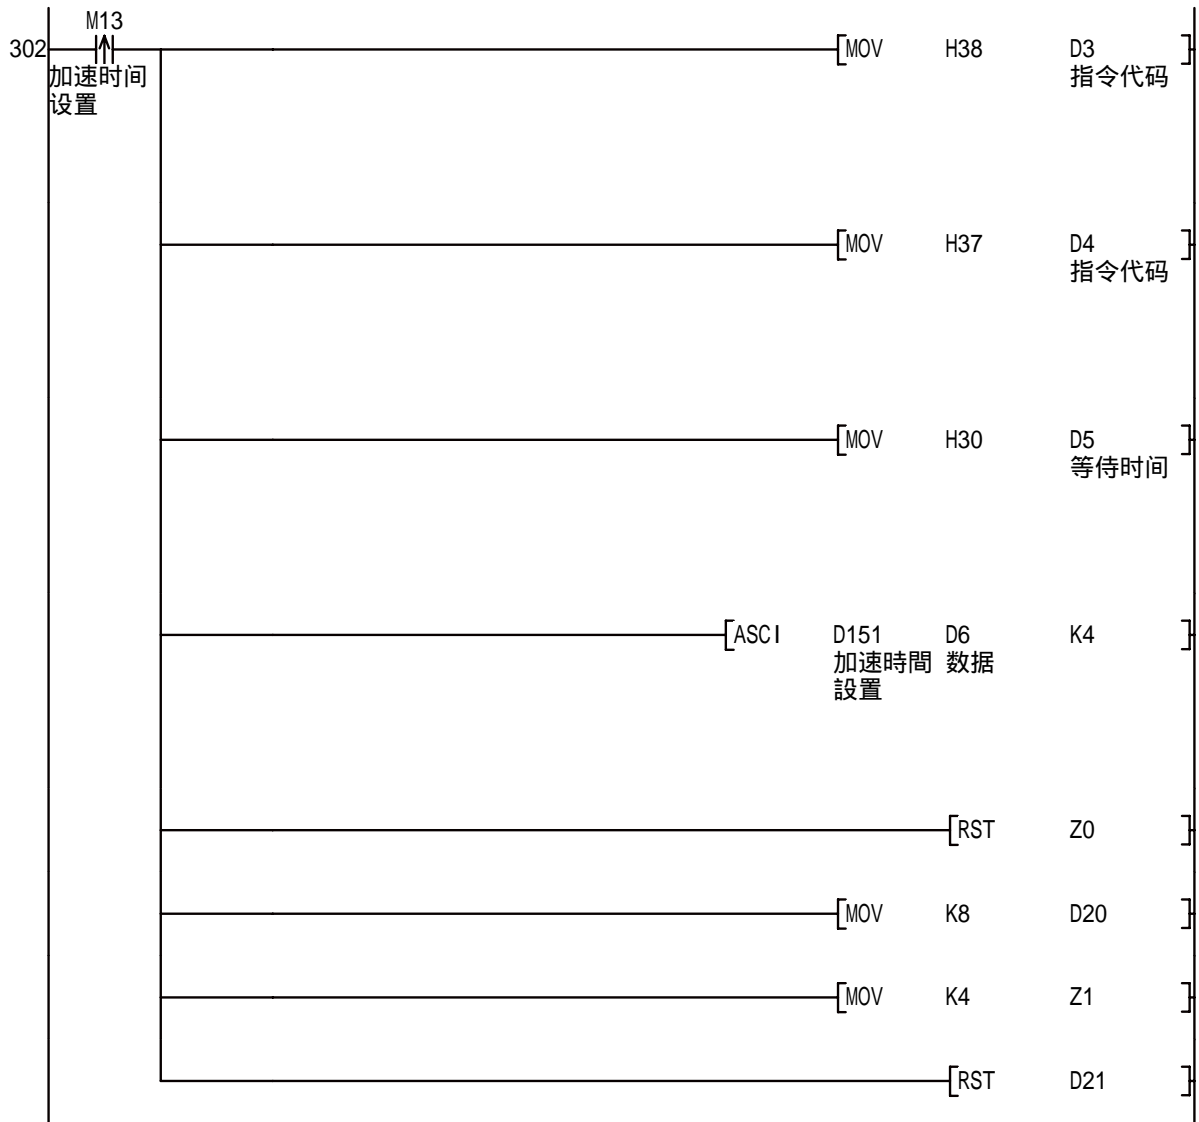 M13
302
加速时间
设置
MOV H38 D3
指令代码
MOV H37 D4
指令代码
MOV H30 D5
等待时间
ASCI D151 D6 K4
加速時間 数据
設置
RST Z0
MOV K8 D20
MOV K4 Z1
RST D21